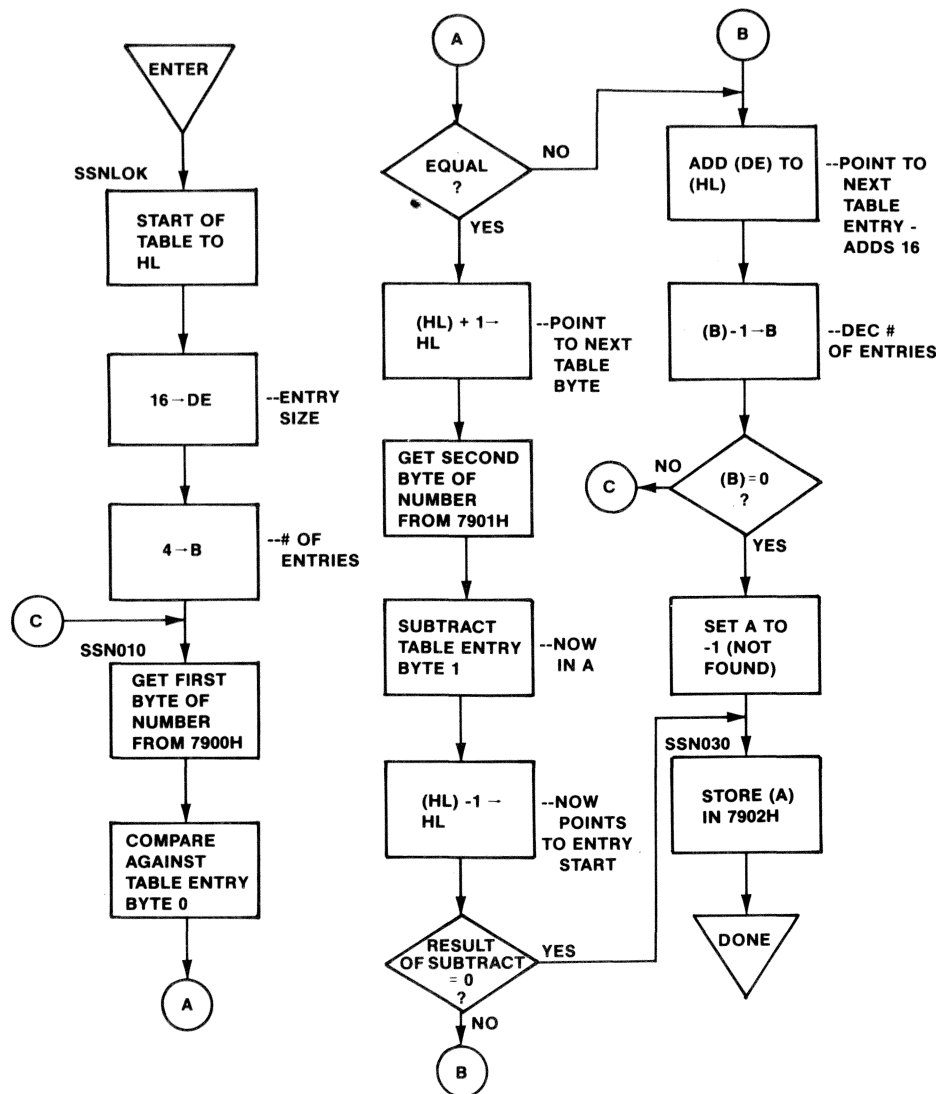 ENTER
SSNLOK
START OF
TABLE TO
HL
16→DE
--ENTRY
SIZE
4→B
--# OF
ENTRIES
C
SSN010
GET FIRST
BYTE OF
NUMBER
FROM 7900H
COMPARE
AGAINST
TABLE ENTRY
BYTE 0
A
A
EQUAL
?
NO
YES
(HL) + 1→
HL
--POINT
TO NEXT
TABLE
BYTE
GET SECOND
BYTE OF
NUMBER
FROM 7901H
SUBTRACT
TABLE ENTRY
BYTE 1
--NOW
IN A
(HL) -1 →
HL
--NOW
POINTS
TO ENTRY
START
RESULT
OF SUBTRACT
= 0
?
YES
NO
B
B
ADD (DE) TO
(HL)
--POINT TO
NEXT
TABLE
ENTRY -
ADDS 16
(B)-1→B
--DEC #
OF ENTRIES
(B)=0
?
NO
C
YES
SET A TO
-1 (NOT
FOUND)
SSN030
STORE (A)
IN 7902H
DONE